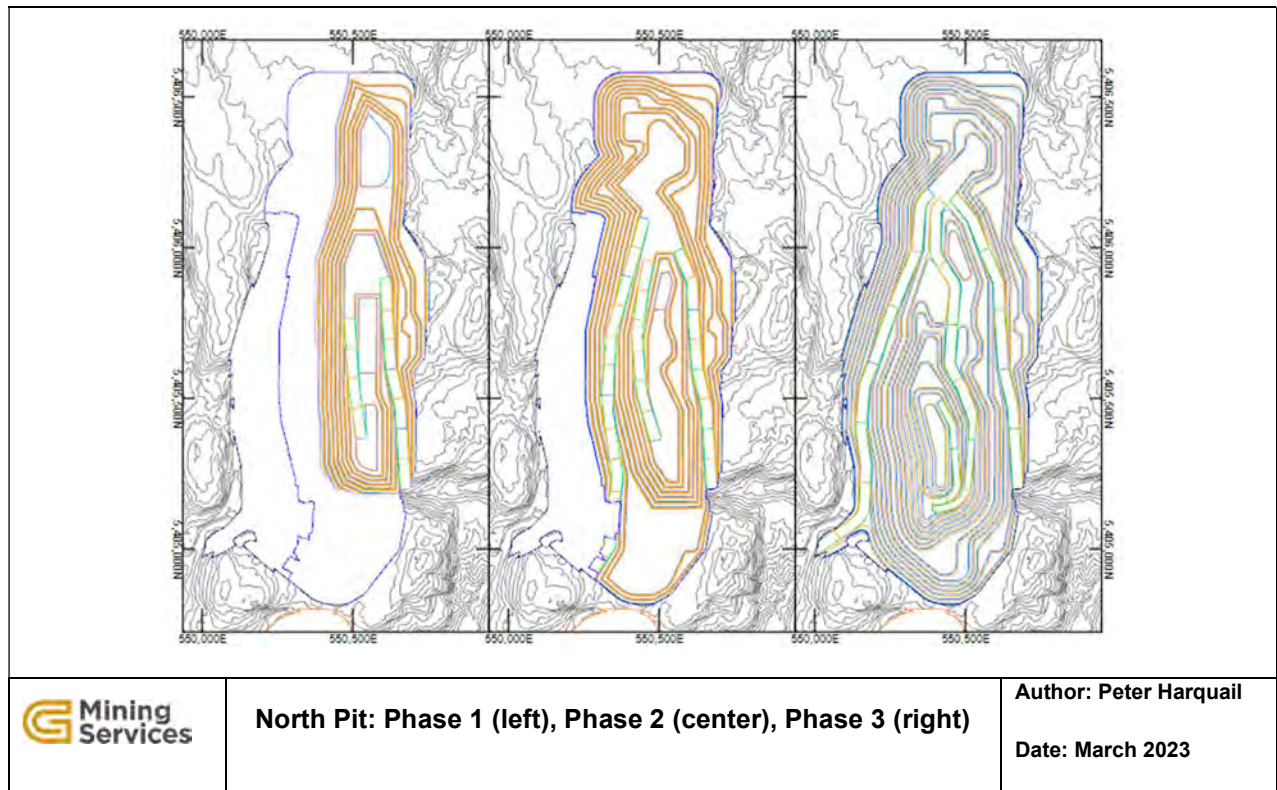 550,000E 550,500E 550,000E 550,500E 550,000E 550,500E
5,406,500N 5,406,500N
5,406,000N 5,406,000N
5,405,500N 5,405,500N
5,405,000N 5,405,000N
550,000E 550,500E 550,000E 550,500E 550,000E 550,500E
G Mining
Services
North Pit: Phase 1 (left), Phase 2 (center), Phase 3 (right)
Author: Peter Harquail
Date: March 2023